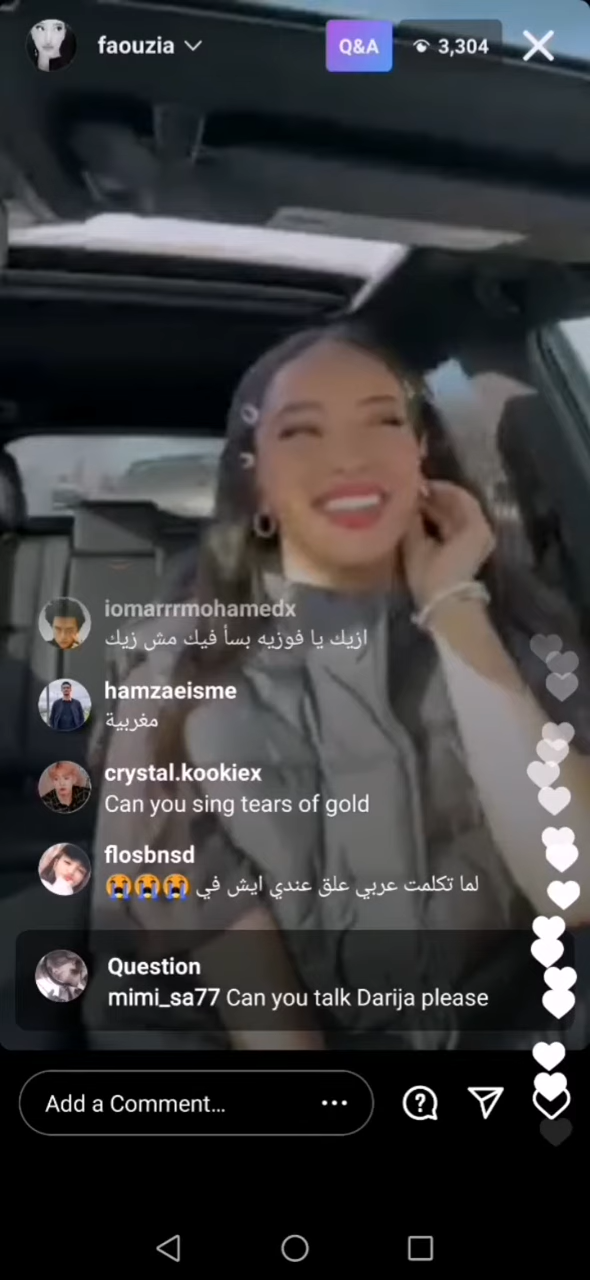 faouzia
Q&A
3,304
iomarrrmohamedx
ازيك يا فوزيه بسأ فيك مش زيك
hamzaeisme
مغربية
crystal.kookiex
Can you sing tears of gold
flosbnsd
لما تكلمت عربي علق عندي ايش في 😭😭😭
Question
mimi_sa77 Can you talk Darija please
Add a Comment...